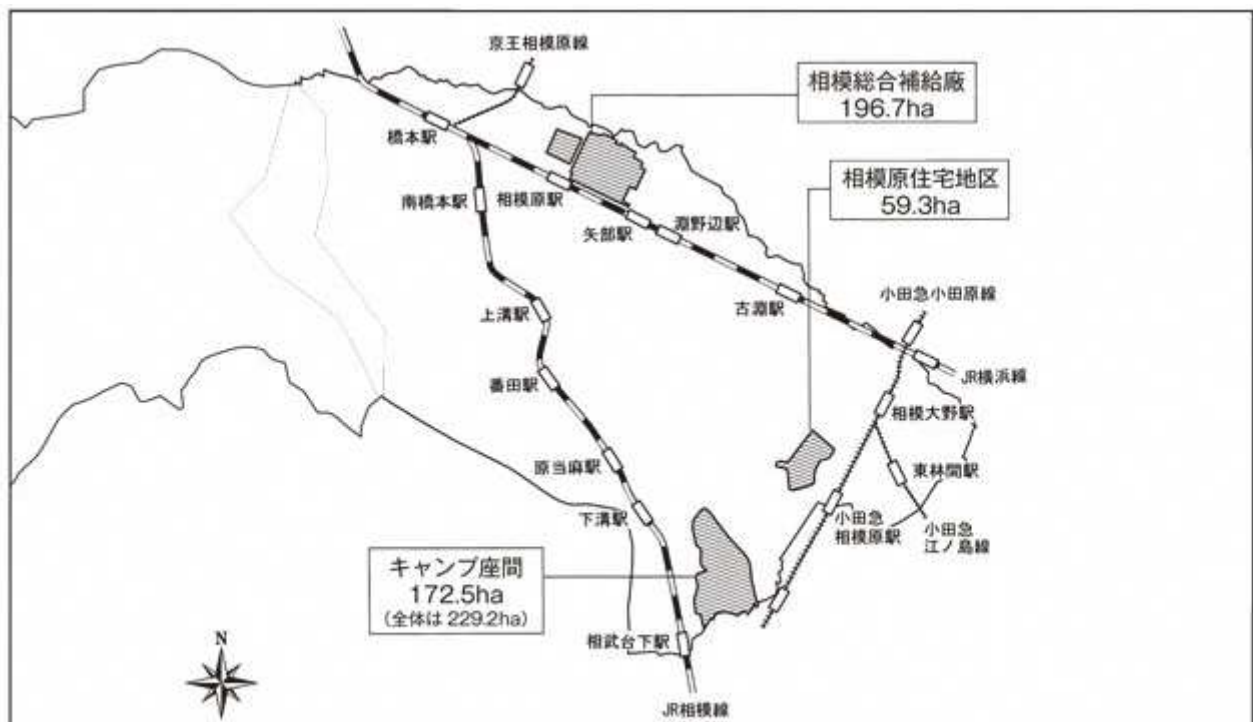 京王相模原線
相模総合補給廠
196.7ha
橋本駅
相模原住宅地区
59.3ha
南橋本駅
相模原駅
矢部駅
淵野辺駅
小田急小田原線
古淵駅
上溝駅
JR横浜線
番田駅
相模大野駅
原当麻駅
東林間駅
下溝駅
小田急
相模原駅
小田急
江ノ島線
キャンプ座間
172.5ha
(全体は 229.2ha)
相武台下駅
N
JR相模線